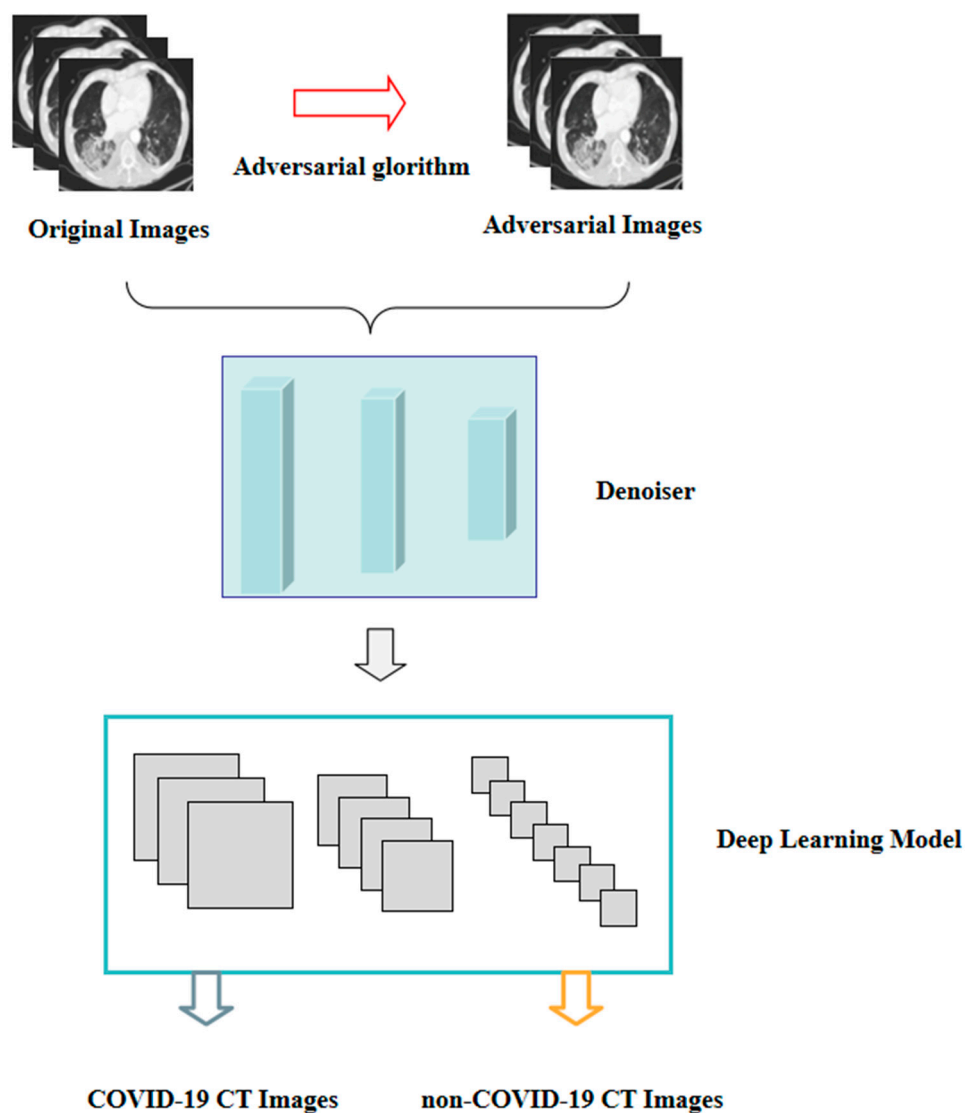 Adversarial glorithm
Original Images
Adversarial Images
Denoiser
Deep Learning Model
COVID-19 CT Images
non-COVID-19 CT Images